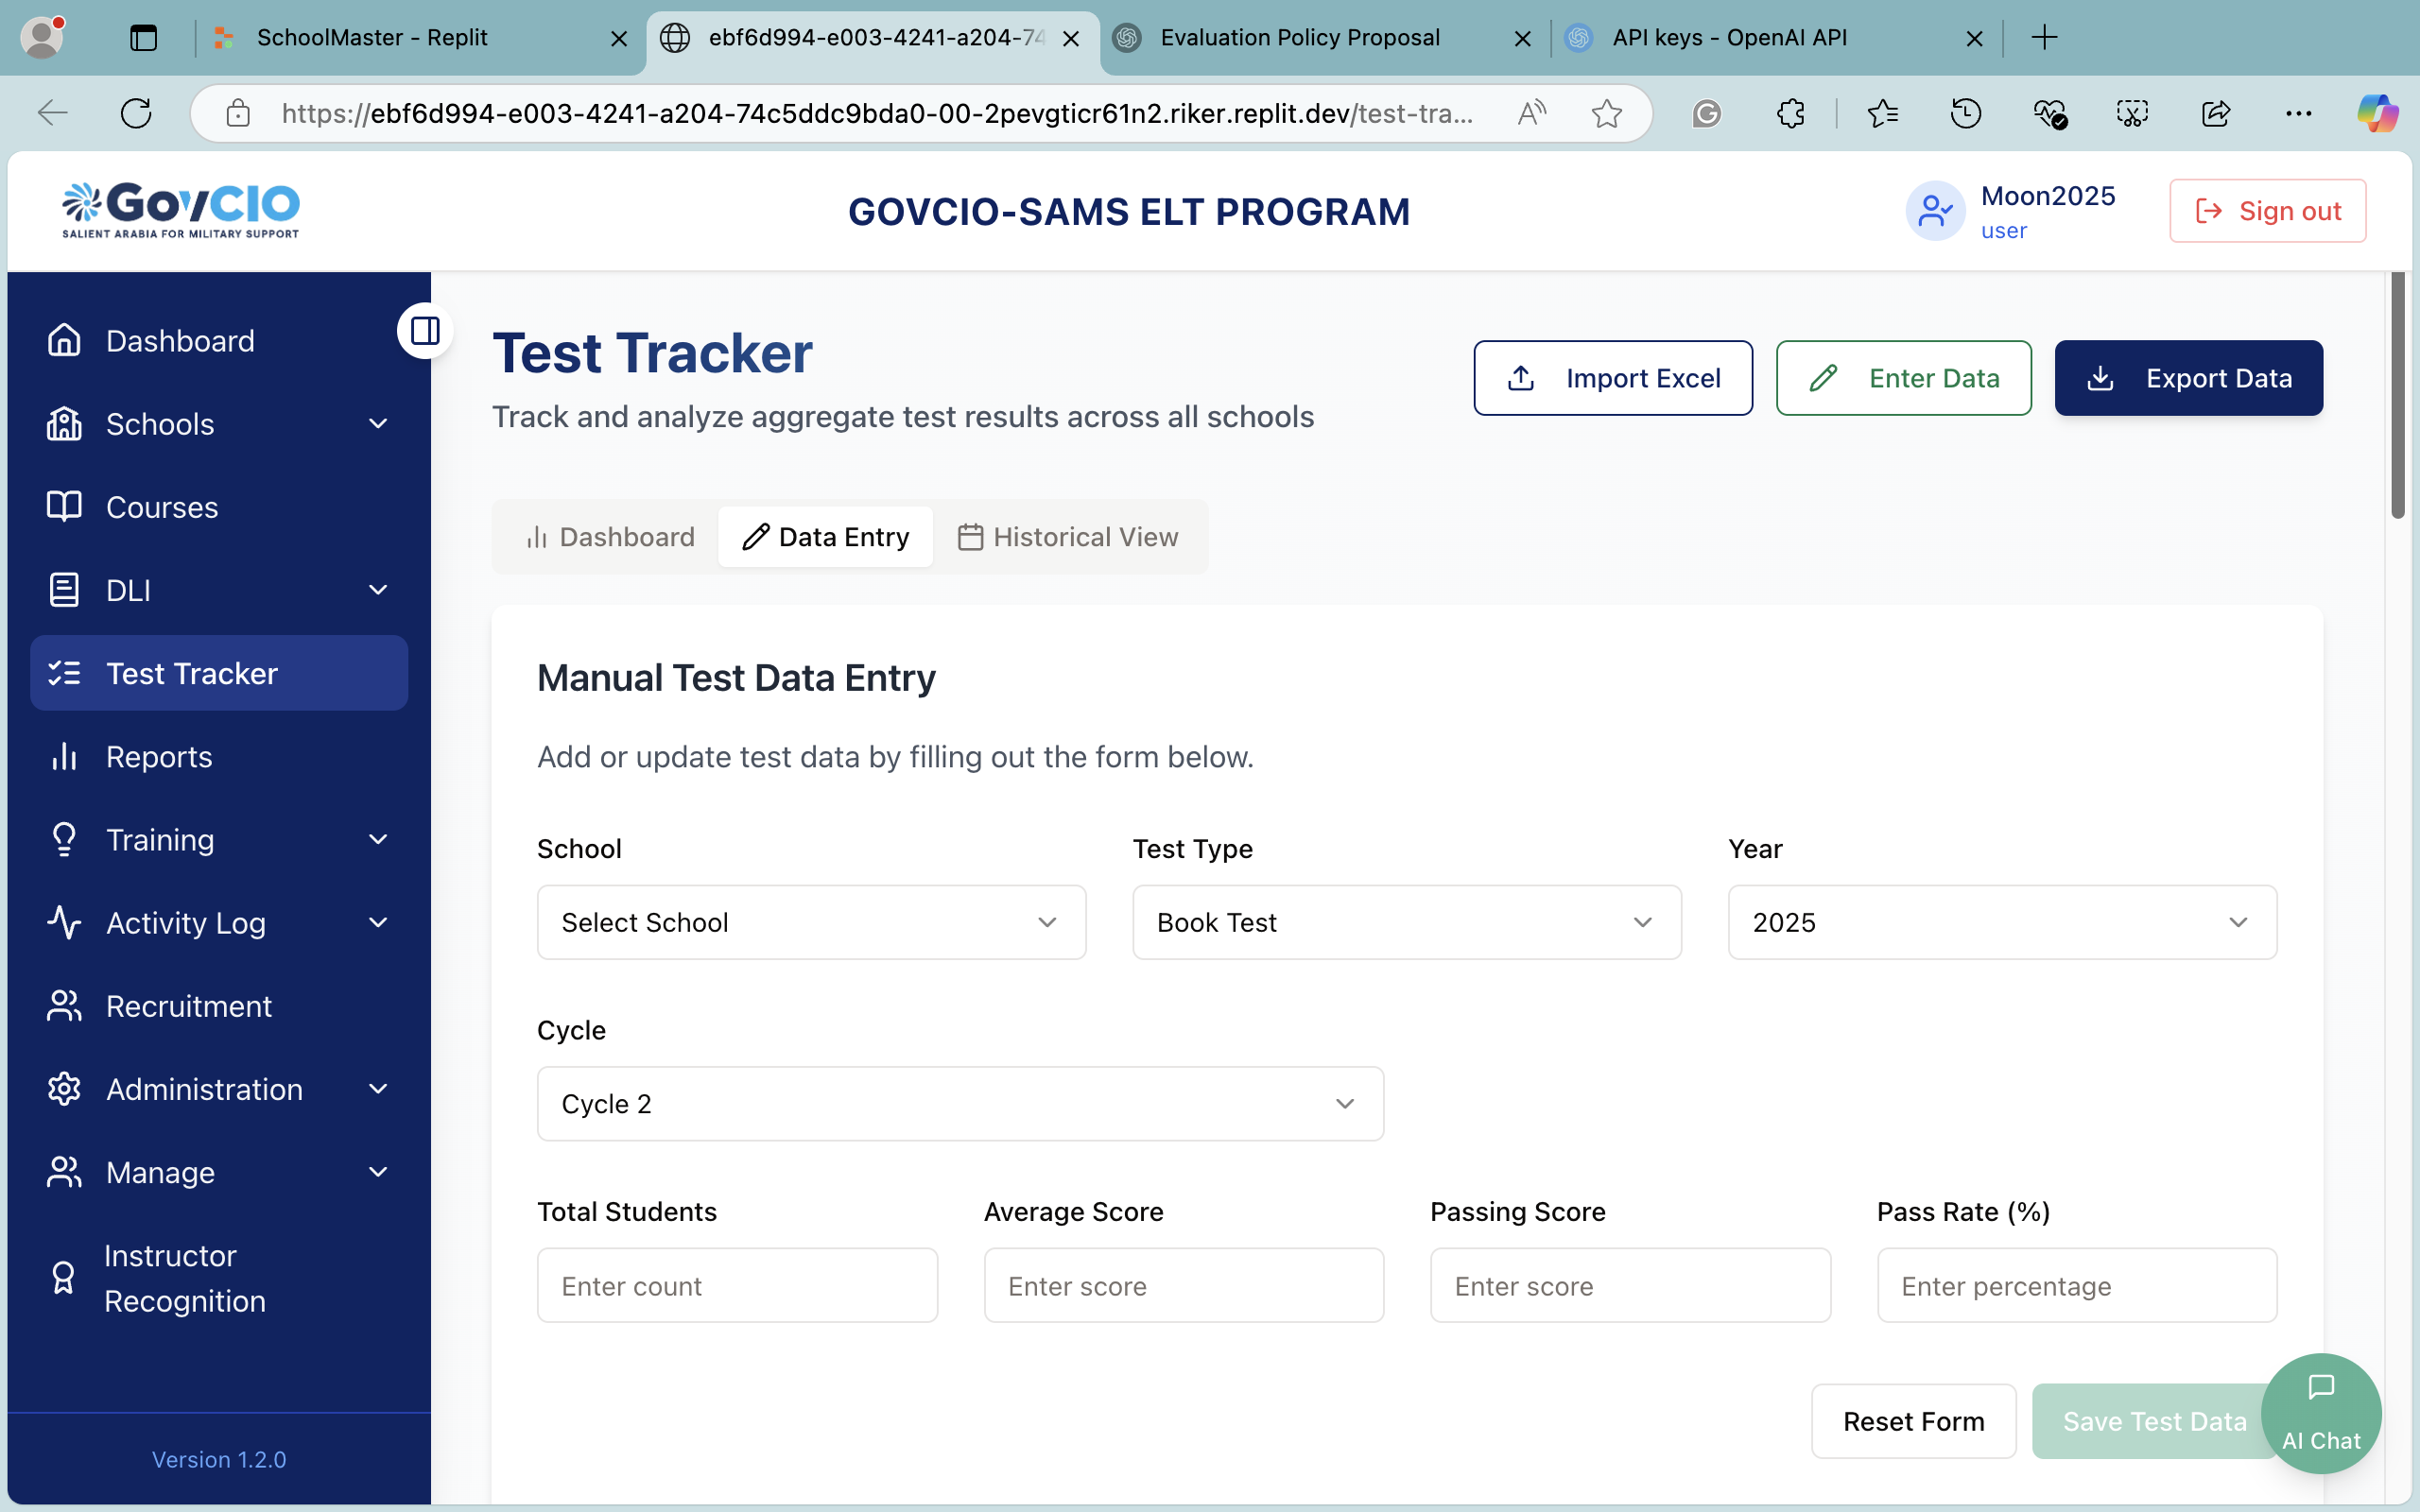 SchoolMaster - Replit
ebf6d994-e003-4241-a204-74
Evaluation Policy Proposal
API keys - OpenAI API
https://ebf6d994-e003-4241-a204-74c5ddc9bda0-00-2pevgticr61n2.riker.replit.dev/test-tra...
GovCIO
SALIENT ARABIA FOR MILITARY SUPPORT
GOVCIO-SAMS ELT PROGRAM
Moon2025
user
Sign out
Dashboard
Schools
Courses
DLI
Test Tracker
Reports
Training
Activity Log
Recruitment
Administration
Manage
Instructor
Recognition
Version 1.2.0
Test Tracker
Track and analyze aggregate test results across all schools
Import Excel
Enter Data
Export Data
Dashboard
Data Entry
Historical View
Manual Test Data Entry
Add or update test data by filling out the form below.
School
Test Type
Year
Select School
Book Test
2025
Cycle
Cycle 2
Total Students
Average Score
Passing Score
Pass Rate (%)
Enter count
Enter score
Enter score
Enter percentage
Reset Form
Save Test Data
AI Chat